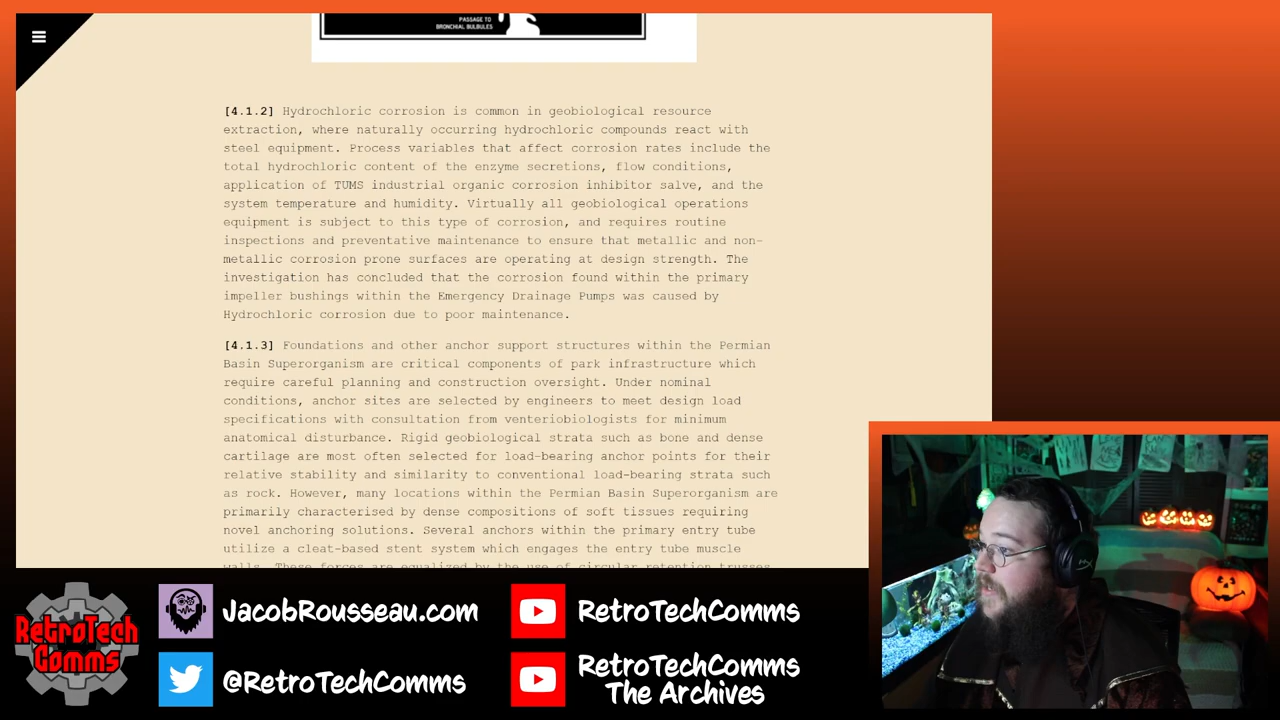 PASSAGE TO
BRONCHIAL BULBULES
[4.1.2] Hydrochloric corrosion is common in geobiological resource
extraction, where naturally occurring hydrochloric compounds react with
steel equipment. Process variables that affect corrosion rates include the
total hydrochloric content of the enzyme secretions, flow conditions,
application of TUMS industrial organic corrosion inhibitor salve, and the
system temperature and humidity. Virtually all geobiological operations
equipment is subject to this type of corrosion, and requires routine
inspections and preventative maintenance to ensure that metallic and non-
metallic corrosion prone surfaces are operating at design strength. The
investigation has concluded that the corrosion found within the primary
impeller bushings within the Emergency Drainage Pumps was caused by
Hydrochloric corrosion due to poor maintenance.
[4.1.3] Foundations and other anchor support structures within the Permian
Basin Superorganism are critical components of park infrastructure which
require careful planning and construction oversight. Under nominal
conditions, anchor sites are selected by engineers to meet design load
specifications with consultation from venteriobiologists for minimum
anatomical disturbance. Rigid geobiological strata such as bone and dense
cartilage are most often selected for load-bearing anchor points for their
relative stability and similarity to conventional load-bearing strata such
as rock. However, many locations within the Permian Basin Superorganism are
primarily characterised by dense compositions of soft tissues requiring
novel anchoring solutions. Several anchors within the primary entry tube
utilize a cleat-based stent system which engages the entry tube muscle
walls. These forces are equalized by the use of circular retention trusses
RetroTech
Comms
JacobRousseau.com
@RetroTechComms
RetroTechComms
RetroTechComms
The Archives